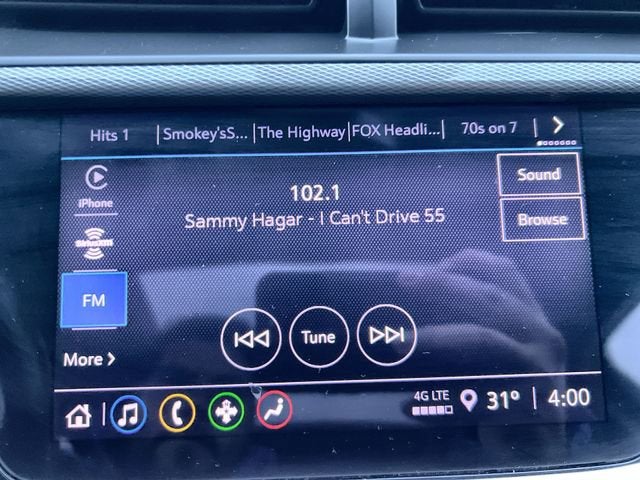 Hits 1 Smokey'sS... The Highway FOX Headli... 70s on 7
iPhone
SiriusXM
FM
More
102.1
Sammy Hagar - I Can't Drive 55
Sound
Browse
Tune
4G LTE 31° 4:00